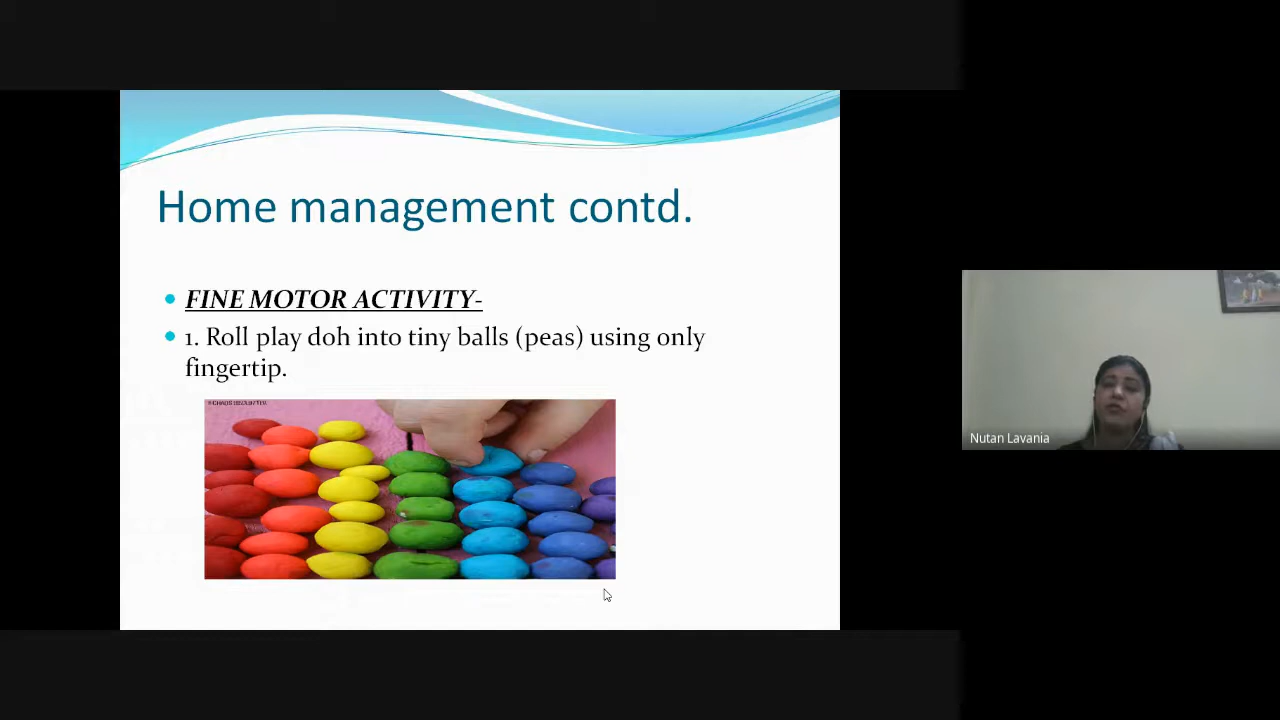 Home management contd.
FINE MOTOR ACTIVITY-
1. Roll play doh into tiny balls (peas) using only
fingertip.
Nutan Lavania